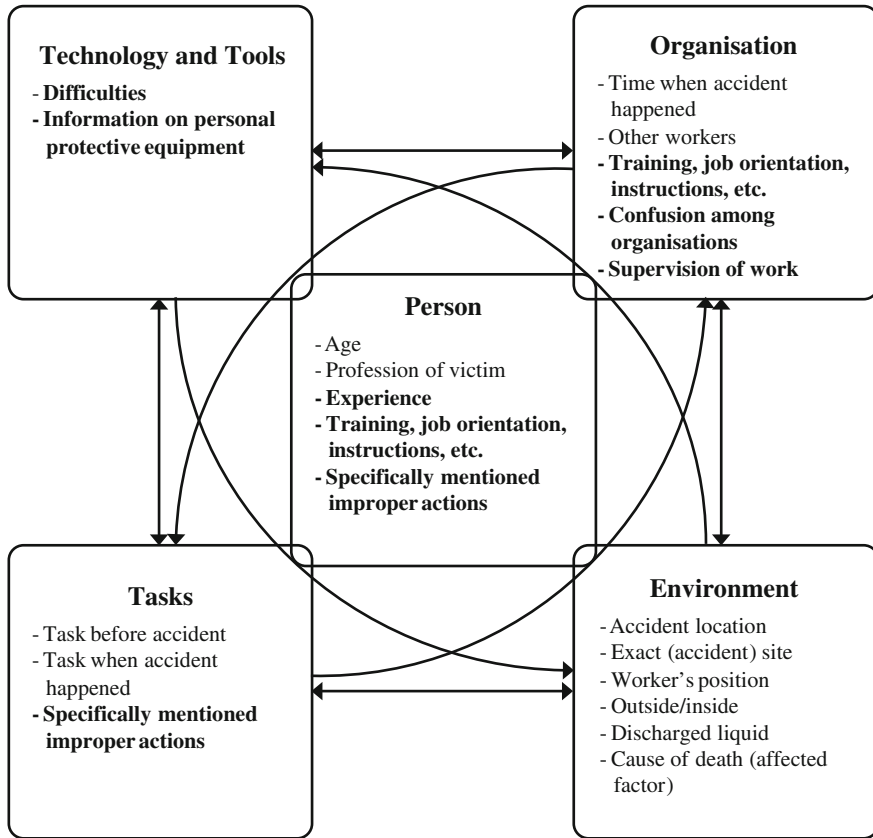 Technology and Tools
- Difficulties
- Information on personal
protective equipment
Organisation
- Time when accident
happened
- Other workers
- Training, job orientation,
instructions, etc.
- Confusion among
organisations
- Supervision of work
Person
- Age
- Profession of victim
- Experience
- Training, job orientation,
instructions, etc.
- Specifically mentioned
improper actions
Tasks
- Task before accident
- Task when accident
happened
- Specifically mentioned
improper actions
Environment
- Accident location
- Exact (accident) site
- Worker's position
- Outside/inside
- Discharged liquid
- Cause of death (affected
factor)